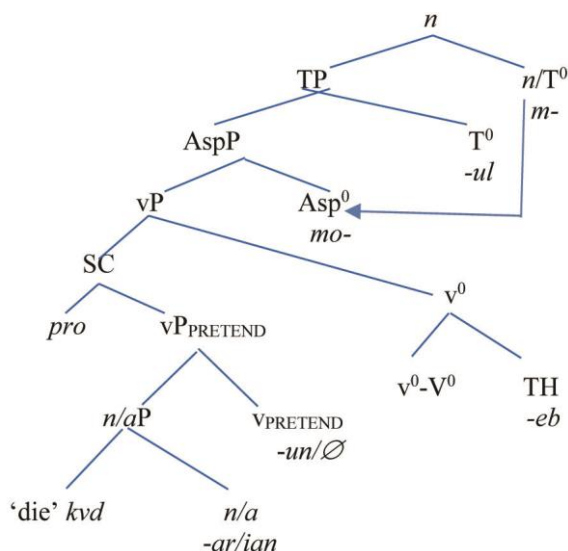 n
TP n/T⁰
m-
AspP T⁰
-ul
vP Asp⁰
mo-
SC v⁰
pro vP_PRETEND
v⁰-V⁰ TH
-eb
n/aP v_PRETEND
-un/∅
‘die’ kvd n/a
-ar/ian